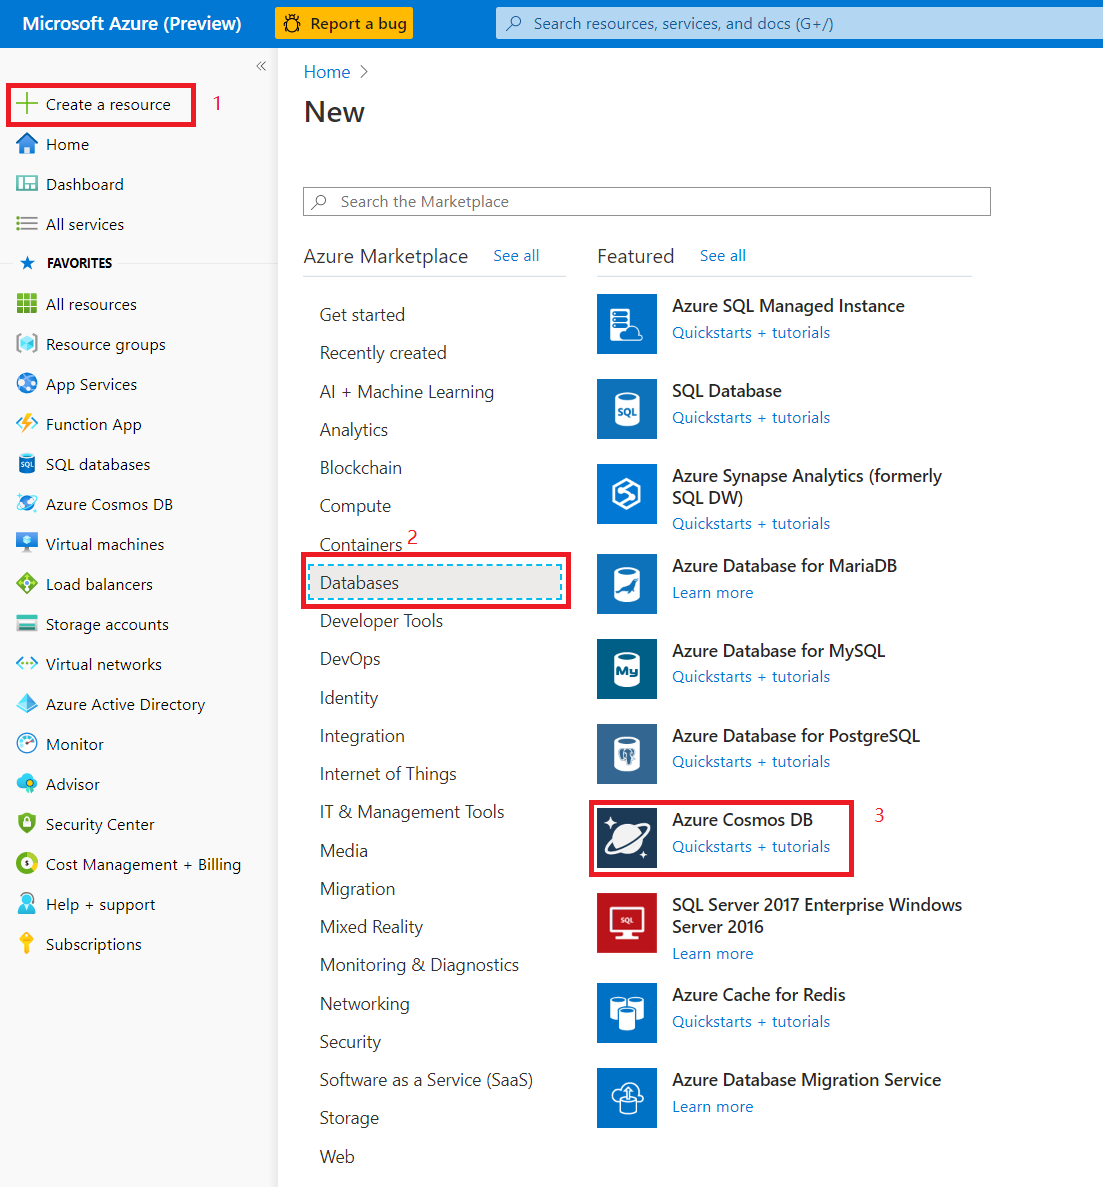 Microsoft Azure (Preview)
Report a bug
Search resources, services, and docs (G+/)
«
Create a resource
1
Home
Dashboard
All services
FAVORITES
All resources
Resource groups
App Services
Function App
SQL databases
Azure Cosmos DB
Virtual machines
Load balancers
Storage accounts
Virtual networks
Azure Active Directory
Monitor
Advisor
Security Center
Cost Management + Billing
Help + support
Subscriptions
Home >
New
Search the Marketplace
Azure Marketplace See all
Get started
Recently created
AI + Machine Learning
Analytics
Blockchain
Compute
Containers 2
Databases
Developer Tools
DevOps
Identity
Integration
Internet of Things
IT & Management Tools
Media
Migration
Mixed Reality
Monitoring & Diagnostics
Networking
Security
Software as a Service (SaaS)
Storage
Web
Featured See all
Azure SQL Managed Instance
Quickstarts + tutorials
SQL
SQL Database
Quickstarts + tutorials
Azure Synapse Analytics (formerly
SQL DW)
Quickstarts + tutorials
Azure Database for MariaDB
Learn more
My
Azure Database for MySQL
Quickstarts + tutorials
Azure Database for PostgreSQL
Quickstarts + tutorials
Azure Cosmos DB
3
Quickstarts + tutorials
SQL
SQL Server 2017 Enterprise Windows
Server 2016
Learn more
Azure Cache for Redis
Quickstarts + tutorials
Azure Database Migration Service
Learn more